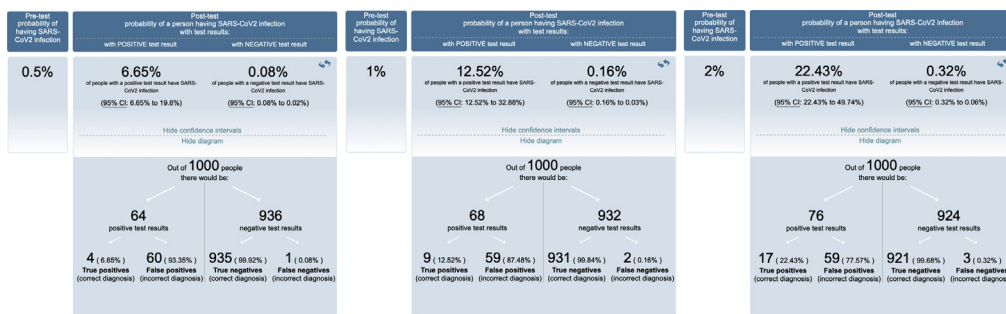 Pre-test
probability of
having SARS-
CoV2 infection
Post-test
probability of a person having SARS-CoV2 infection
with test results:
with POSITIVE test result
with NEGATIVE test result
0.5%
6.65%
of people with a positive test result have SARS-
CoV2 infection
(95% CI: 6.65% to 19.6%)
0.08%
of people with a negative test result have SARS-
CoV2 infection
(95% CI: 0.08% to 0.02%)
Hide confidence intervals
Hide diagram
Out of 1000 people
there would be:
64
positive test results
936
negative test results
4 ( 6.65% )
True positives
(correct diagnosis)
60 ( 93.35% )
False positives
(incorrect diagnosis)
935 ( 99.92% )
True negatives
(correct diagnosis)
1 ( 0.08% )
False negatives
(incorrect diagnosis)
Pre-test
probability of
having SARS-
CoV2 infection
Post-test
probability of a person having SARS-CoV2 infection
with test results:
with POSITIVE test result
with NEGATIVE test result
1%
12.52%
of people with a positive test result have SARS-
CoV2 infection
(95% CI: 12.52% to 32.88%)
0.16%
of people with a negative test result have SARS-
CoV2 infection
(95% CI: 0.16% to 0.03%)
Hide confidence intervals
Hide diagram
Out of 1000 people
there would be:
68
positive test results
932
negative test results
9 ( 12.52% )
True positives
(correct diagnosis)
59 ( 87.48% )
False positives
(incorrect diagnosis)
931 ( 99.84% )
True negatives
(correct diagnosis)
2 ( 0.16% )
False negatives
(incorrect diagnosis)
Pre-test
probability of
having SARS-
CoV2 infection
Post-test
probability of a person having SARS-CoV2 infection
with test results:
with POSITIVE test result
with NEGATIVE test result
2%
22.43%
of people with a positive test result have SARS-
CoV2 infection
(95% CI: 22.43% to 49.74%)
0.32%
of people with a negative test result have SARS-
CoV2 infection
(95% CI: 0.32% to 0.06%)
Hide confidence intervals
Hide diagram
Out of 1000 people
there would be:
76
positive test results
924
negative test results
17 ( 22.43% )
True positives
(correct diagnosis)
59 ( 77.57% )
False positives
(incorrect diagnosis)
921 ( 99.68% )
True negatives
(correct diagnosis)
3 ( 0.32% )
False negatives
(incorrect diagnosis)